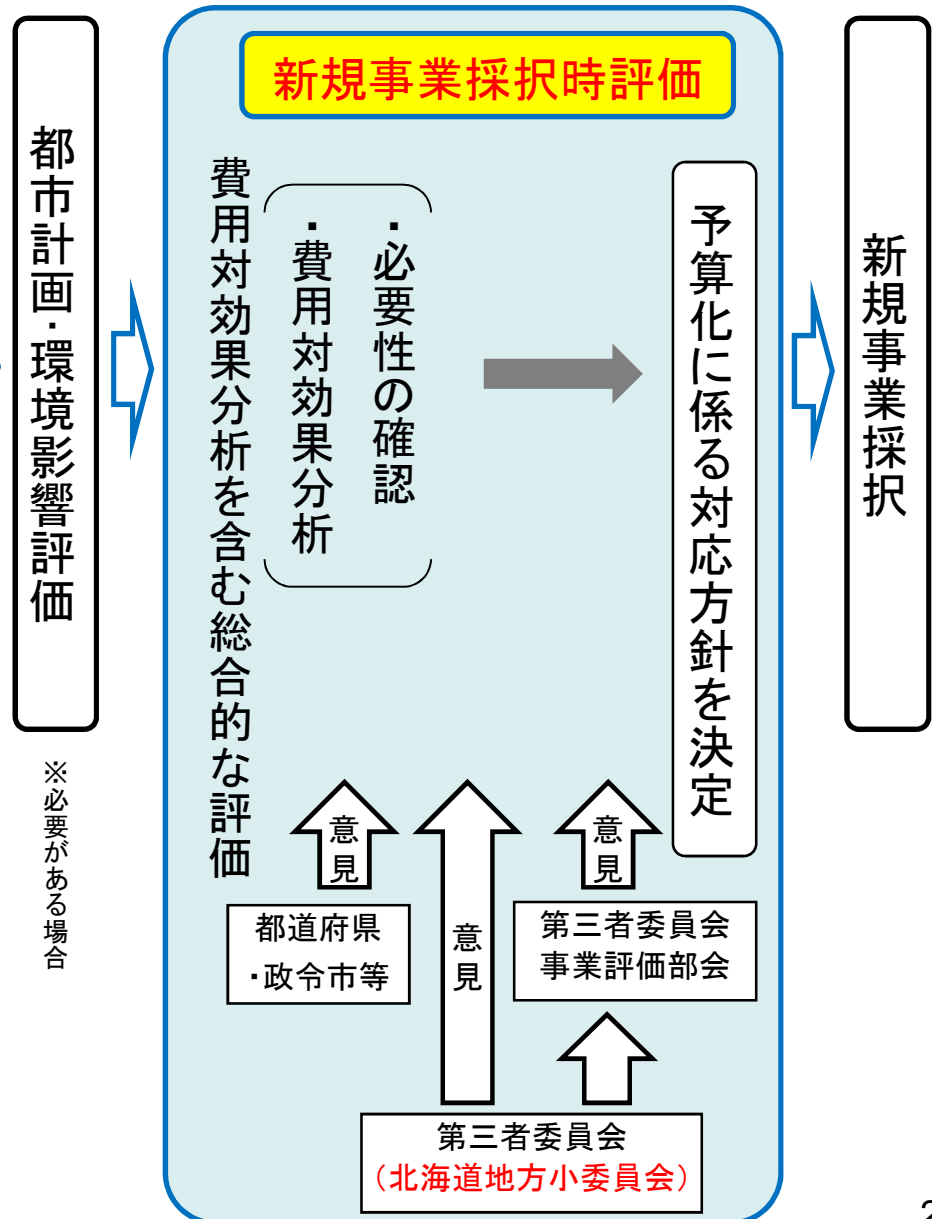 都市計画・環境影響評価
※必要がある場合
新規事業採択時評価
費用対効果分析を含む総合的な評価
・費用対効果分析
・必要性の確認
予算化に係る対応方針を決定
意見
都道府県
・政令市等
意見
意見
第三者委員会
事業評価部会
第三者委員会
（北海道地方小委員会）
新規事業採択